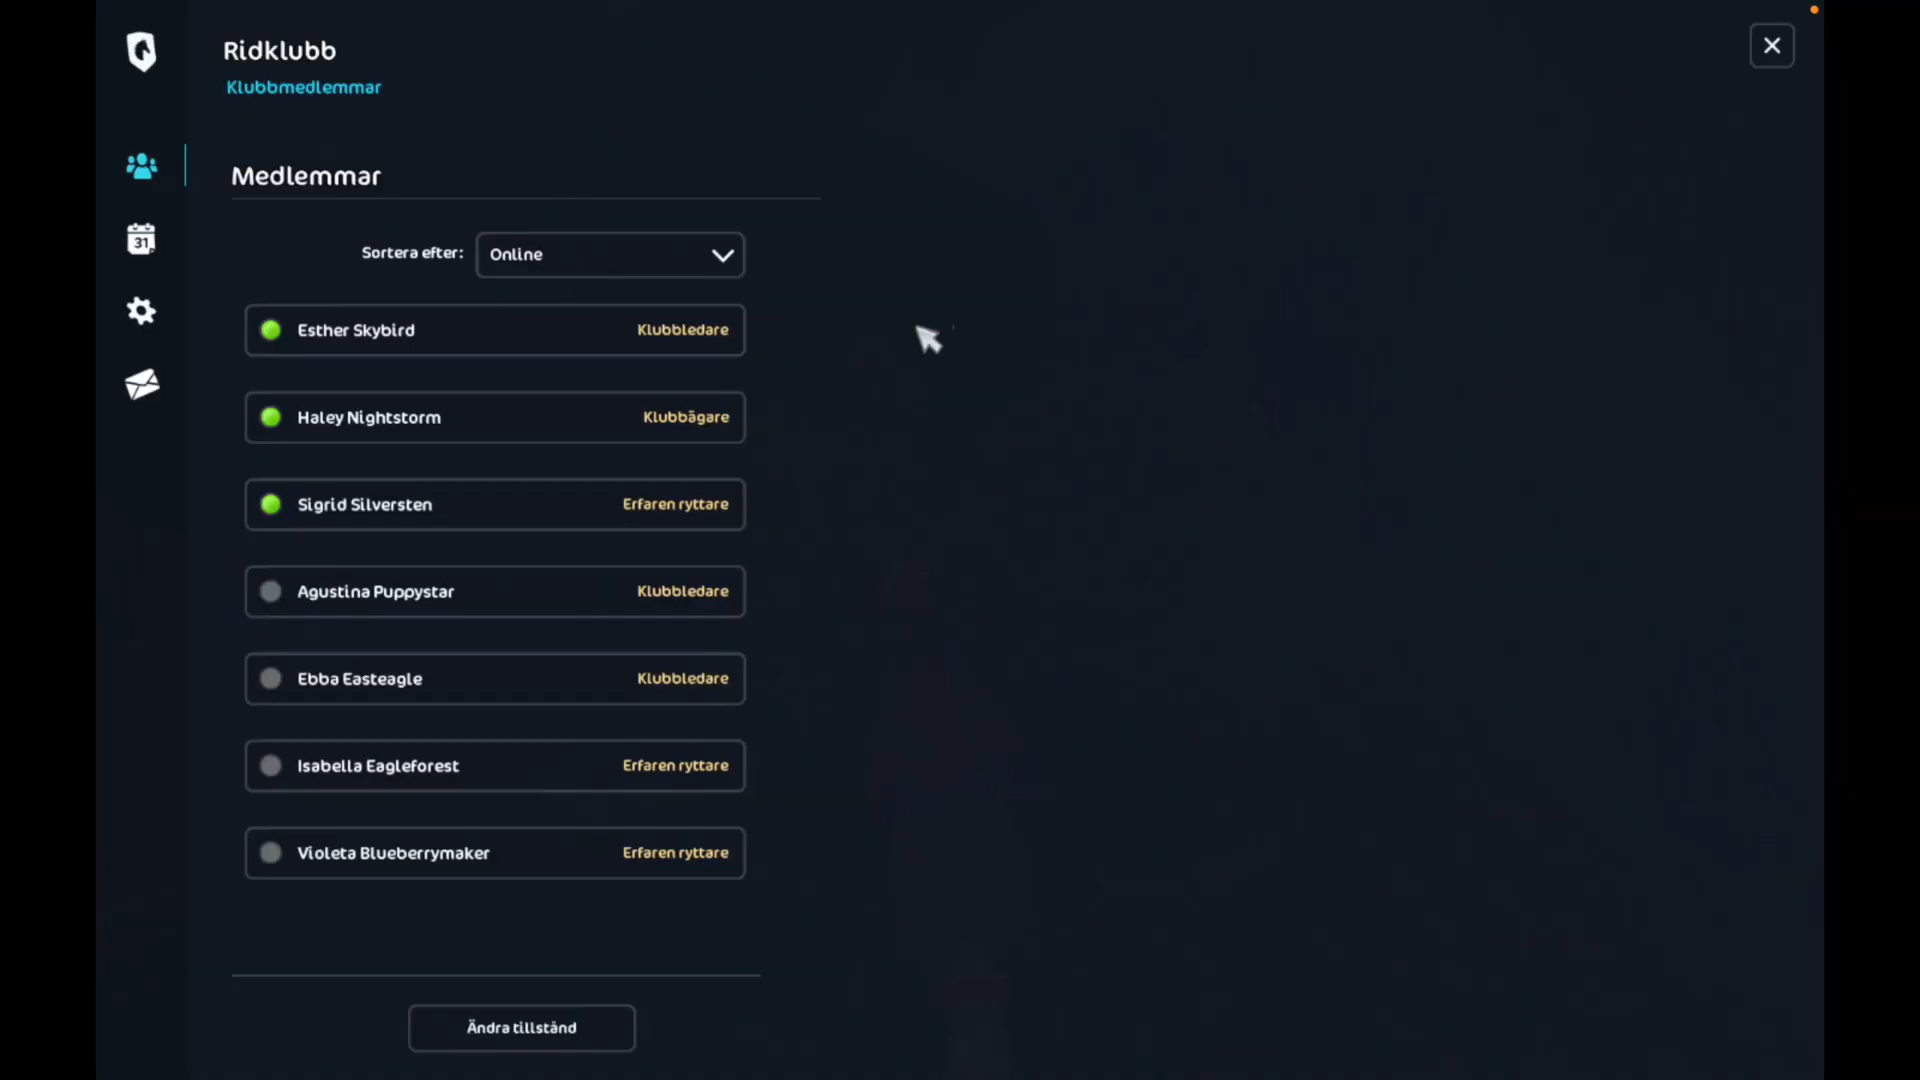 Ridklubb
Klubbmedlemmar
31
Medlemmar
Sortera efter: Online
Esther Skybird Klubbledare
Haley Nightstorm Klubbägare
Sigrid Silversten Erfaren ryttare
Agustina Puppystar Klubbledare
Ebba Easteagle Klubbledare
Isabella Eagleforest Erfaren ryttare
Violeta Blueberrymaker Erfaren ryttare
Ändra tillstånd